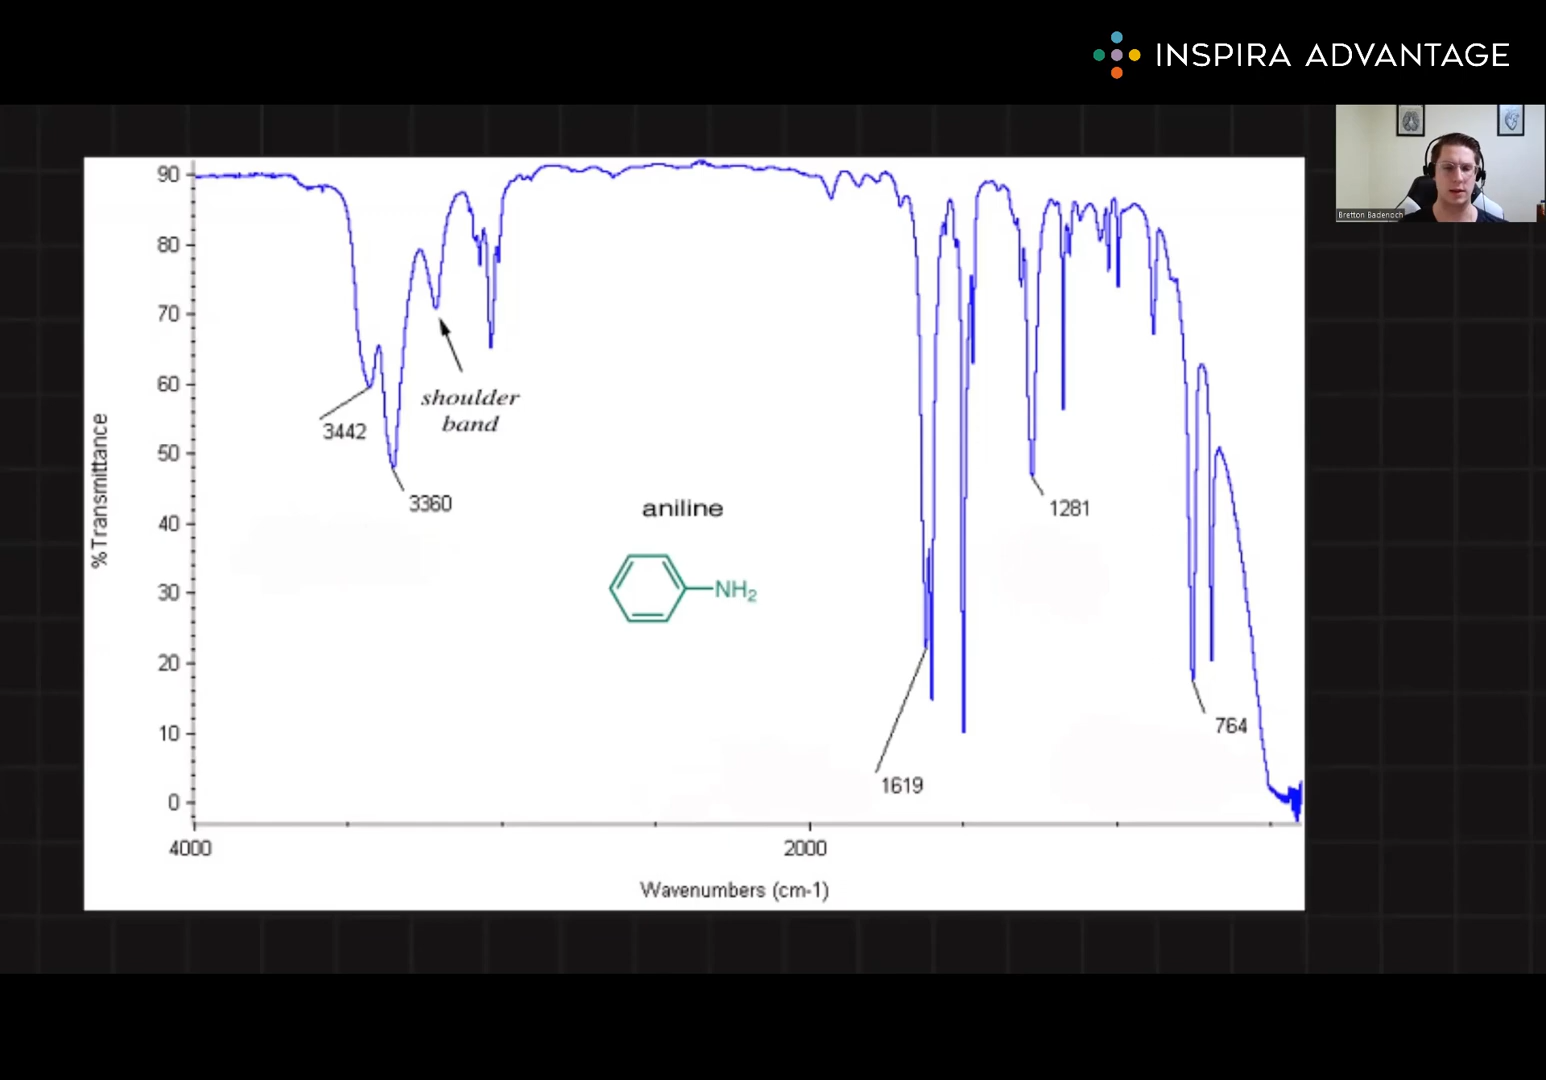 INSPIRA ADVANTAGE
Bretton Badenoch
90
80
70
60
50
40
30
20
10
0
%Transmittance
3442
3360
shoulder
band
aniline
NH2
1281
1619
764
4000
2000
Wavenumbers (cm-1)